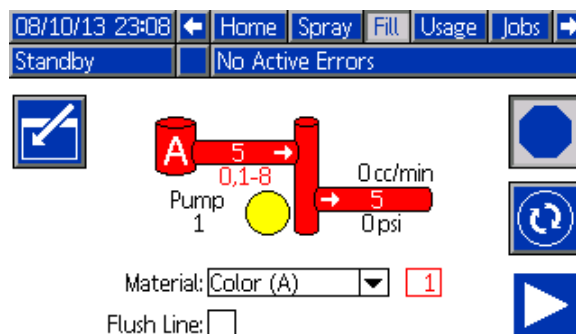 08/10/13 23:08 Home Spray Fill Usage Jobs
Standby No Active Errors
A 5
0,1-8 0 cc/min
Pump 5
1 0 psi
Material: Color (A) 1
Flush Line: